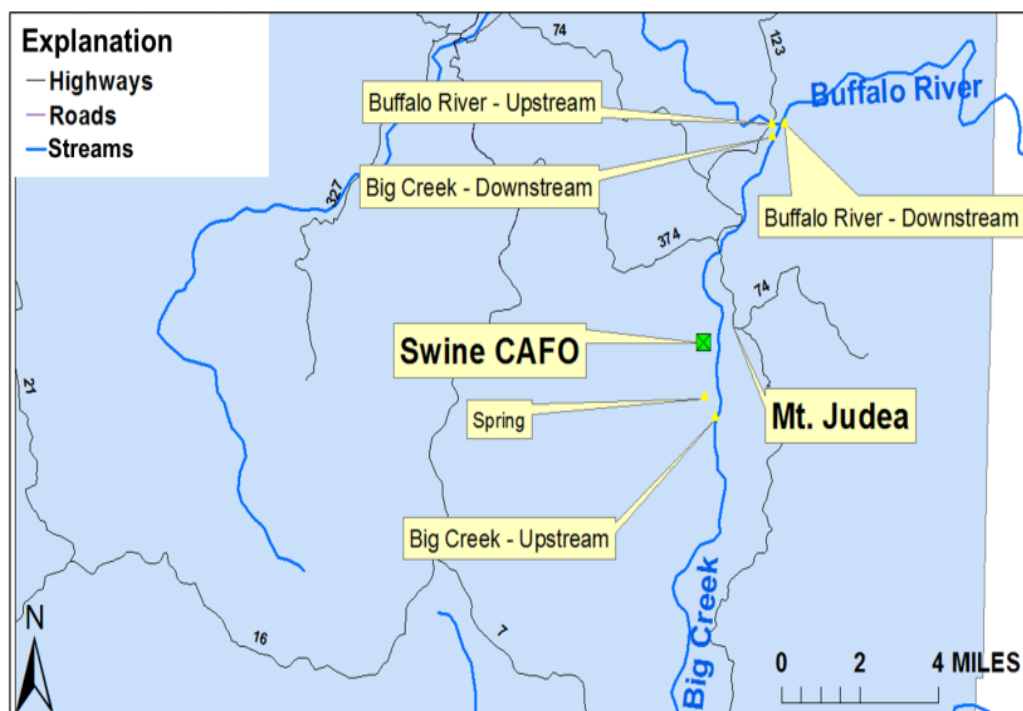 Explanation
Highways
Roads
Streams
74
123
Buffalo River
Buffalo River - Upstream
Big Creek - Downstream
Buffalo River - Downstream
327
374
74
Swine CAFO
21
Spring
Mt. Judea
Big Creek - Upstream
Big Creek
16
7
N
0 2 4 MILES